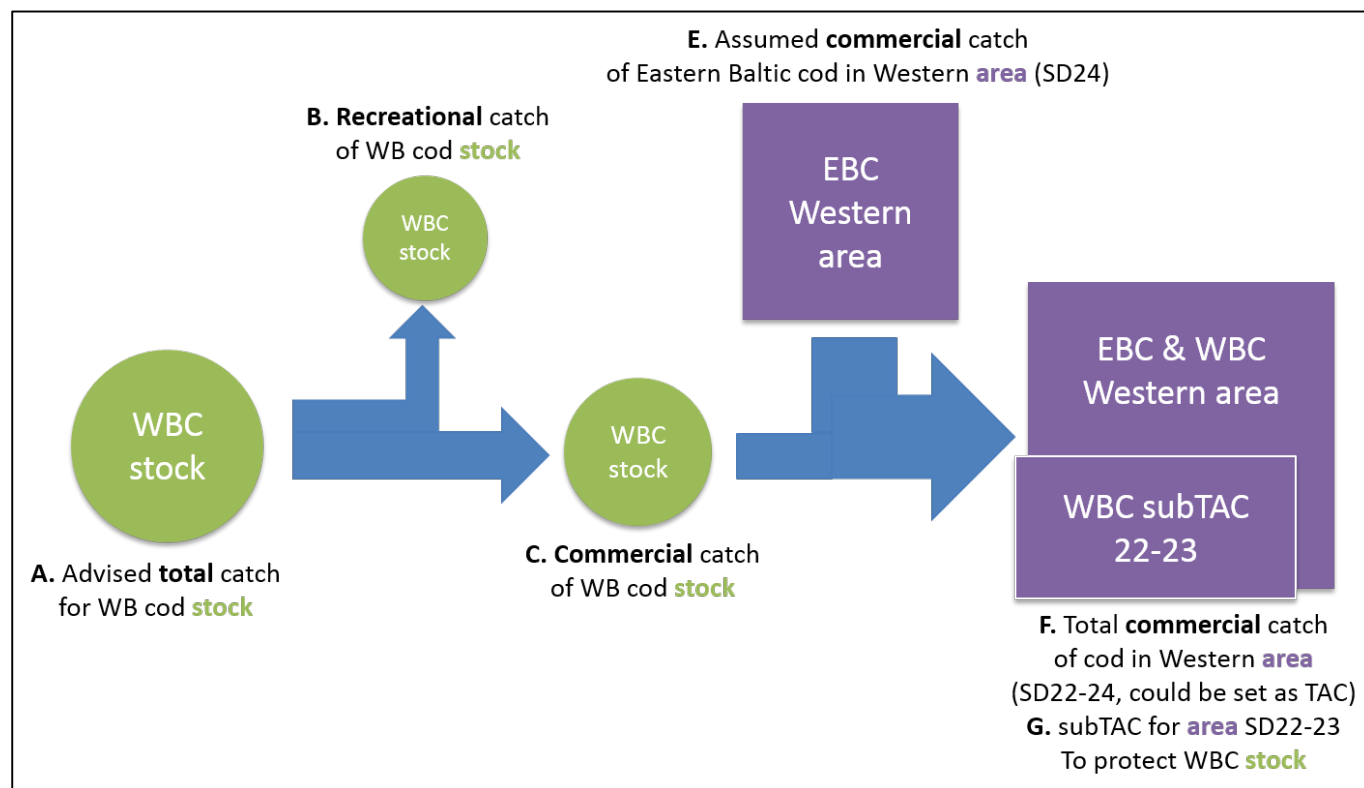 E. Assumed commercial catch
of Eastern Baltic cod in Western area (SD24)
B. Recreational catch
of WB cod stock
WBC
stock
EBC
Western
area
WBC
stock
A. Advised total catch
for WB cod stock
WBC
stock
C. Commercial catch
of WB cod stock
EBC & WBC
Western area
WBC subTAC
22-23
F. Total commercial catch
of cod in Western area
(SD22-24, could be set as TAC)
G. subTAC for area SD22-23
To protect WBC stock